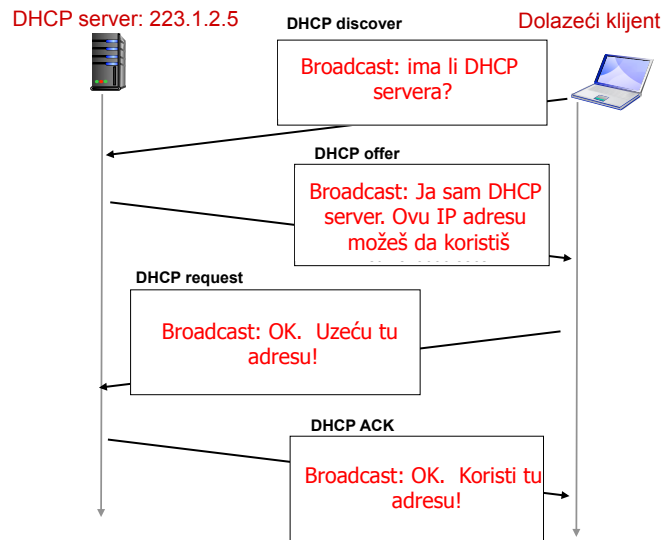 DHCP server: 223.1.2.5
DHCP discover
Dolazeći klijent
Broadcast: ima li DHCP
servera?
DHCP offer
Broadcast: Ja sam DHCP
server. Ovu IP adresu
možeš da koristiš
DHCP request
Broadcast: OK.  Uzeću tu
adresu!
DHCP ACK
Broadcast: OK.  Koristi tu
adresu!